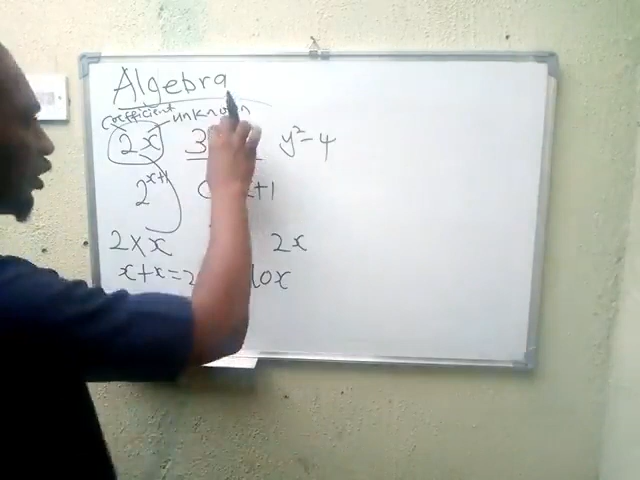 Algebra
coefficient unknown
2x 3 y²-4
2^(x+1) x+1
2×x 2x
x+x=2 10x